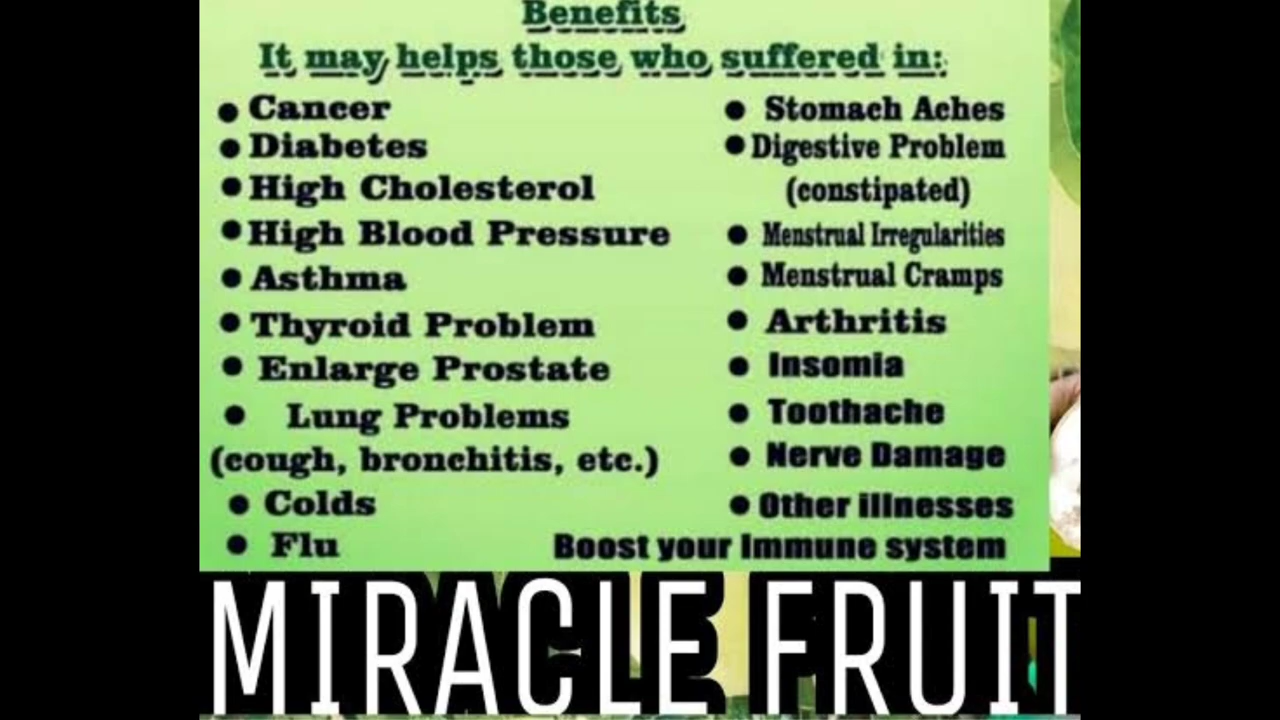 Benefits
It may helps those who suffered in:
● Cancer
● Diabetes
● High Cholesterol
● High Blood Pressure
● Asthma
● Thyroid Problem
● Enlarge Prostate
● Lung Problems
(cough, bronchitis, etc.)
● Colds
● Flu
● Stomach Aches
● Digestive Problem
(constipated)
● Menstrual Irregularities
● Menstrual Cramps
● Arthritis
● Insomia
● Toothache
● Nerve Damage
● Other illnesses
Boost your Immune system
MIRACLE FRUIT